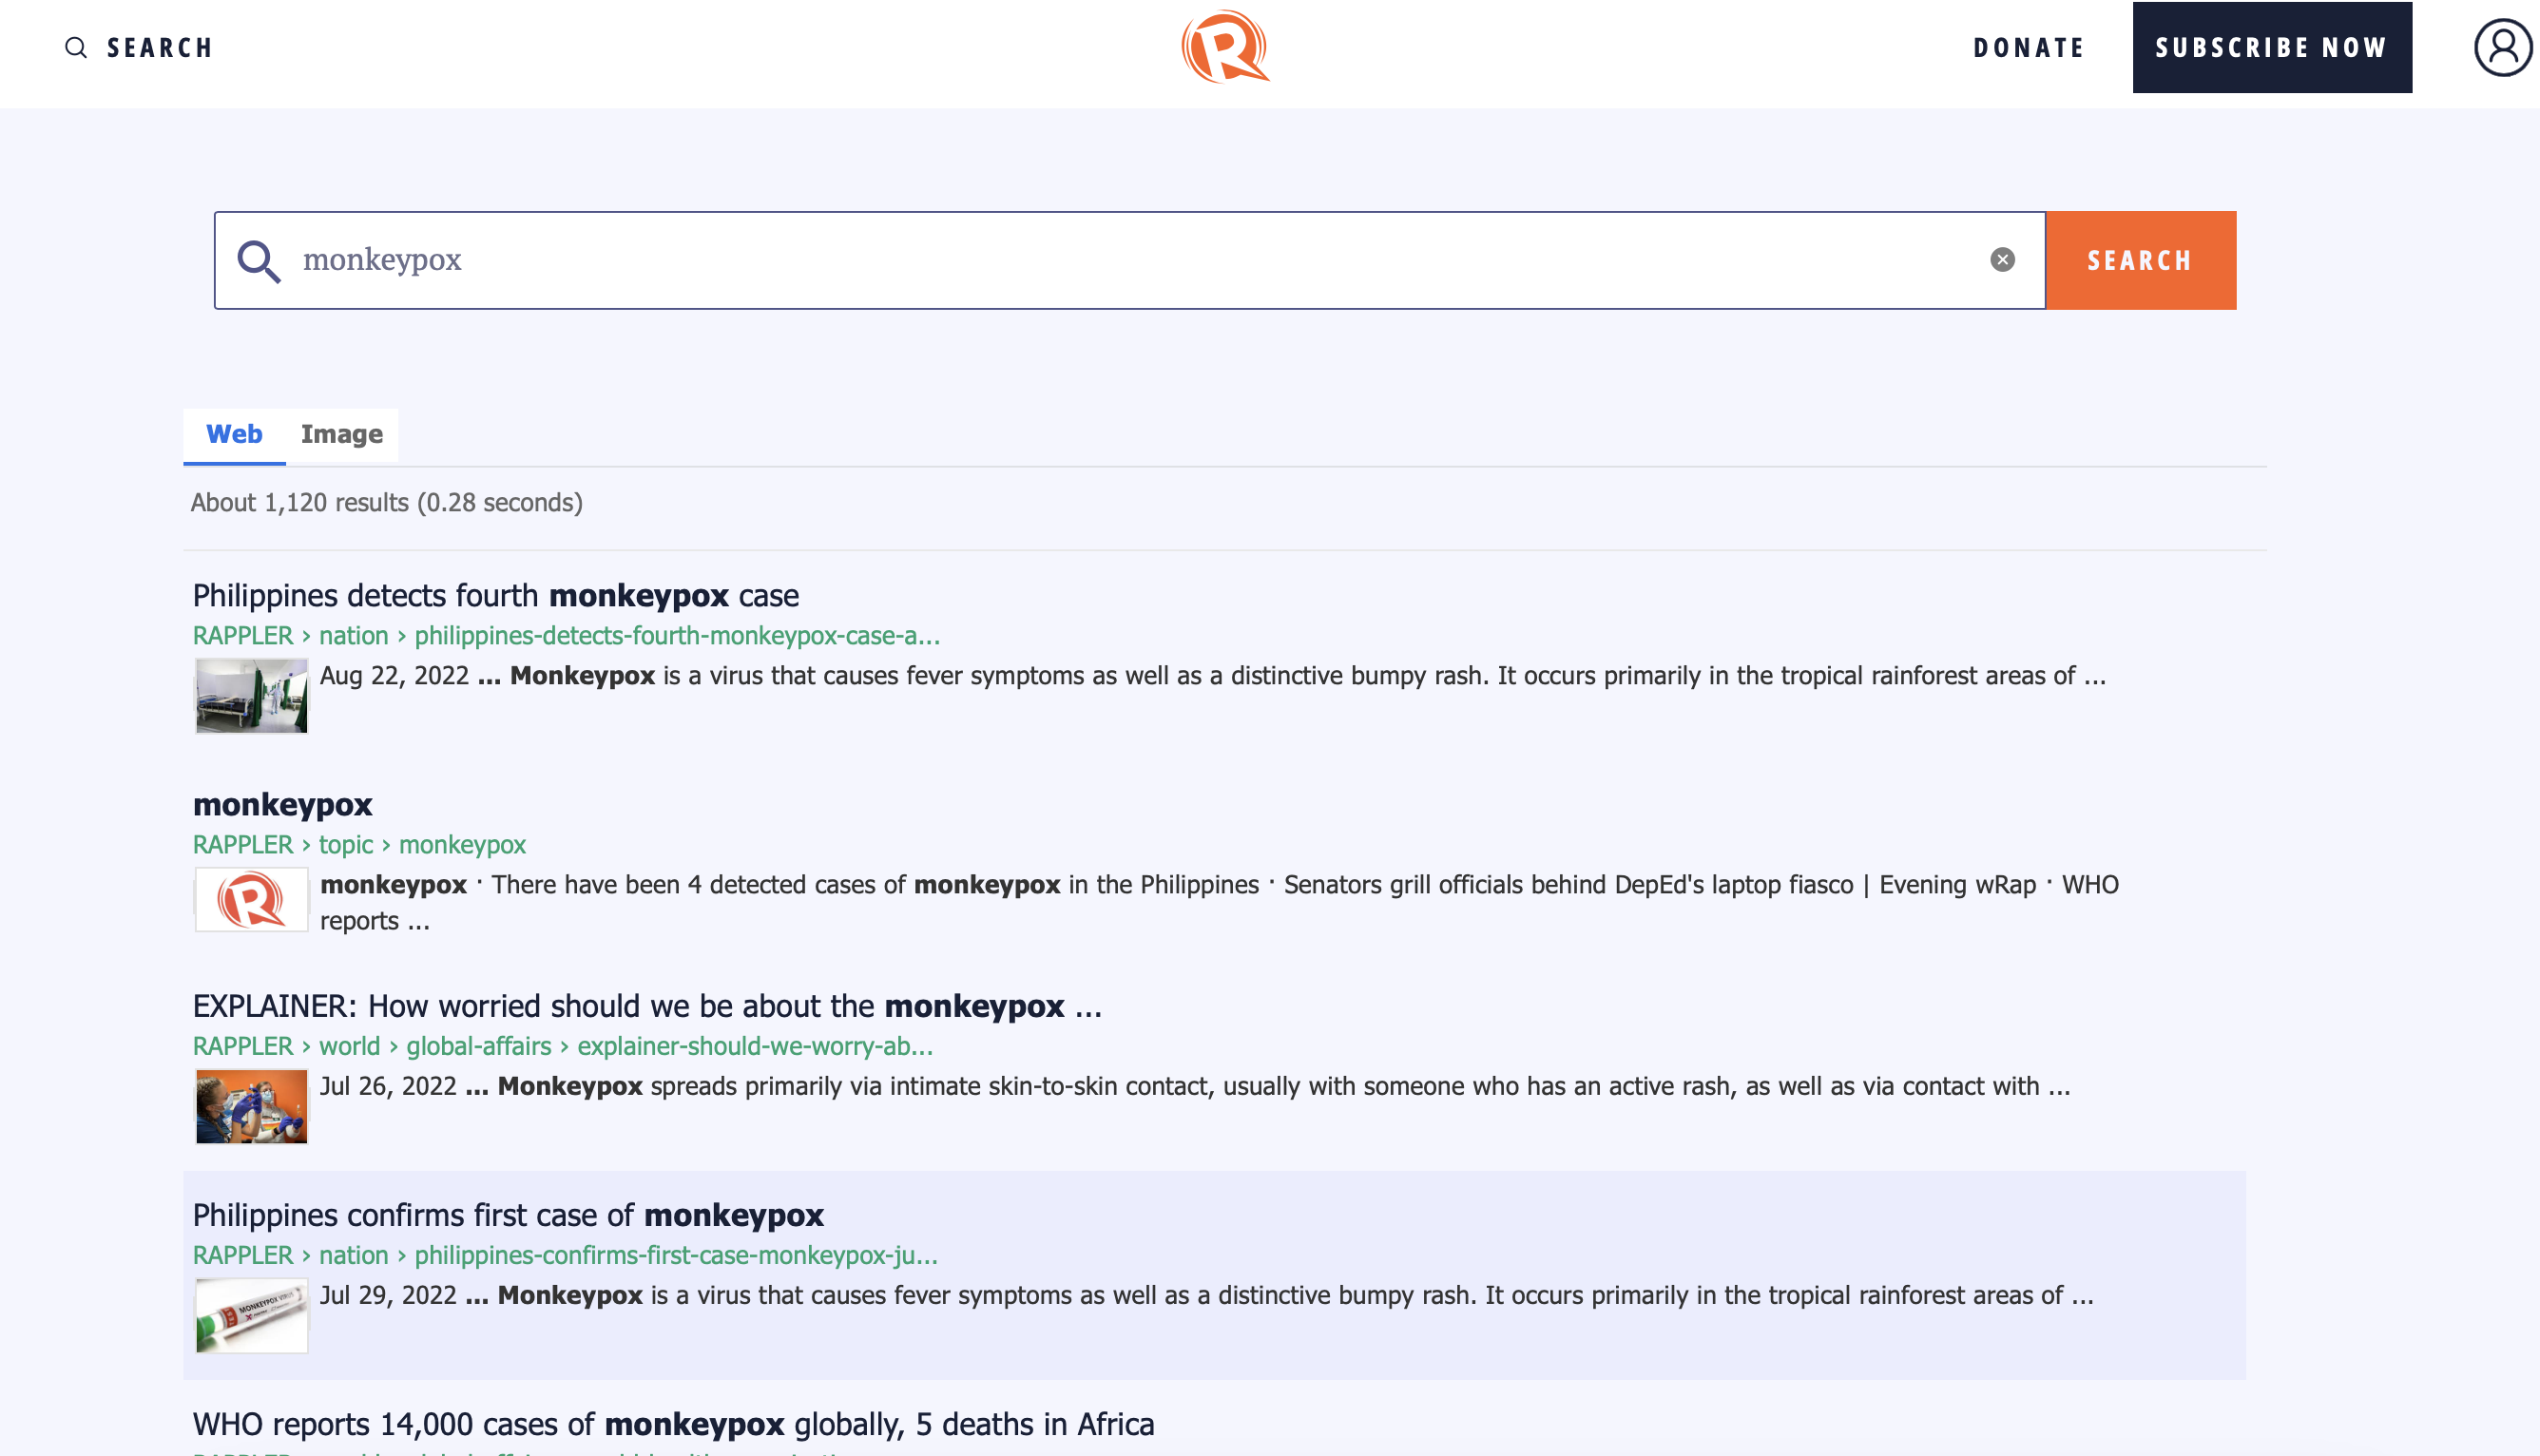 SEARCH
DONATE
SUBSCRIBE NOW
monkeypox
SEARCH
Web
Image
About 1,120 results (0.28 seconds)
Philippines detects fourth monkeypox case
RAPPLER › nation › philippines-detects-fourth-monkeypox-case-a...
Aug 22, 2022 ... Monkeypox is a virus that causes fever symptoms as well as a distinctive bumpy rash. It occurs primarily in the tropical rainforest areas of ...
monkeypox
RAPPLER › topic › monkeypox
monkeypox · There have been 4 detected cases of monkeypox in the Philippines · Senators grill officials behind DepEd's laptop fiasco | Evening wRap · WHO
reports ...
EXPLAINER: How worried should we be about the monkeypox ...
RAPPLER › world › global-affairs › explainer-should-we-worry-ab...
Jul 26, 2022 ... Monkeypox spreads primarily via intimate skin-to-skin contact, usually with someone who has an active rash, as well as via contact with ...
Philippines confirms first case of monkeypox
RAPPLER › nation › philippines-confirms-first-case-monkeypox-ju...
MONKEYPOX VIRUS
Jul 29, 2022 ... Monkeypox is a virus that causes fever symptoms as well as a distinctive bumpy rash. It occurs primarily in the tropical rainforest areas of ...
WHO reports 14,000 cases of monkeypox globally, 5 deaths in Africa